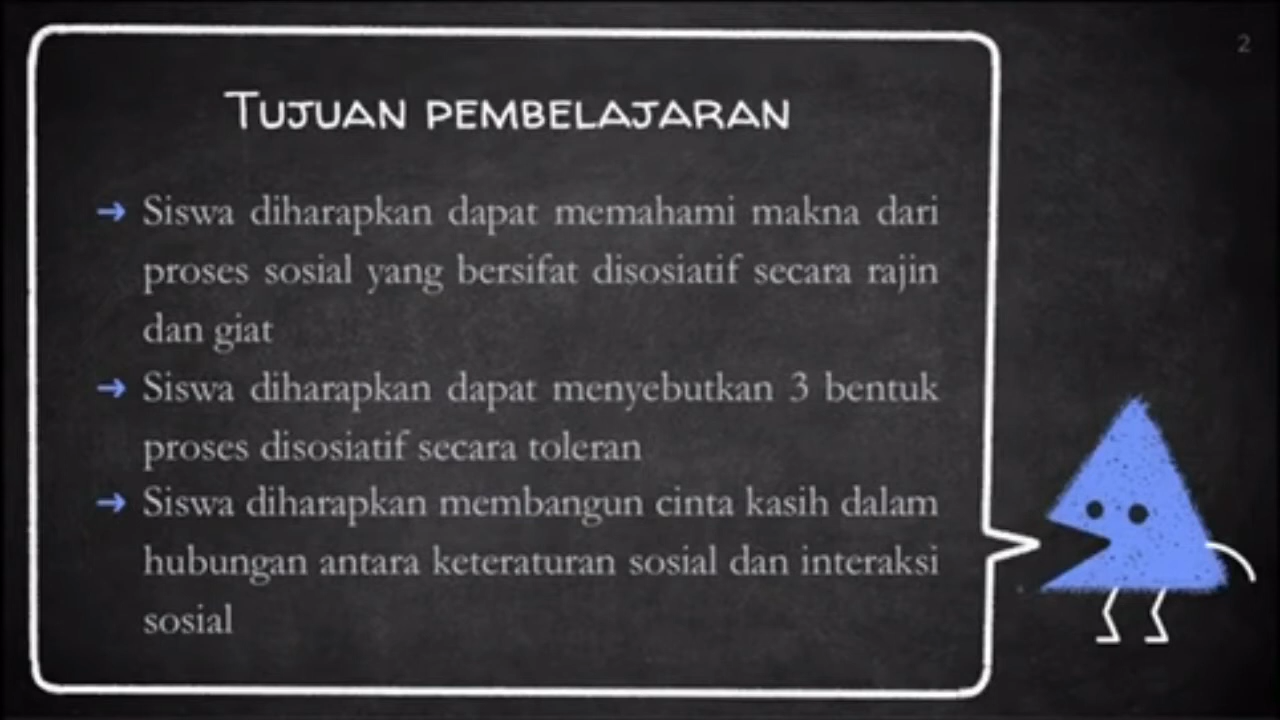 2
Tujuan pembelajaran
→ Siswa diharapkan dapat memahami makna dari
proses sosial yang bersifat disosiatif secara rajin
dan giat
→ Siswa diharapkan dapat menyebutkan 3 bentuk
proses disosiatif secara toleran
→ Siswa diharapkan membangun cinta kasih dalam
hubungan antara keteraturan sosial dan interaksi
sosial